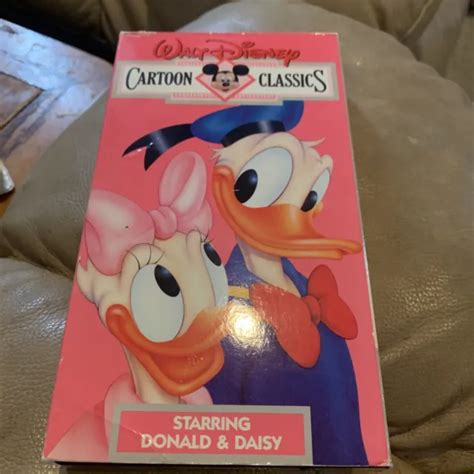 WALT DISNEY
CARTOON CLASSICS
STARRING
DONALD & DAISY